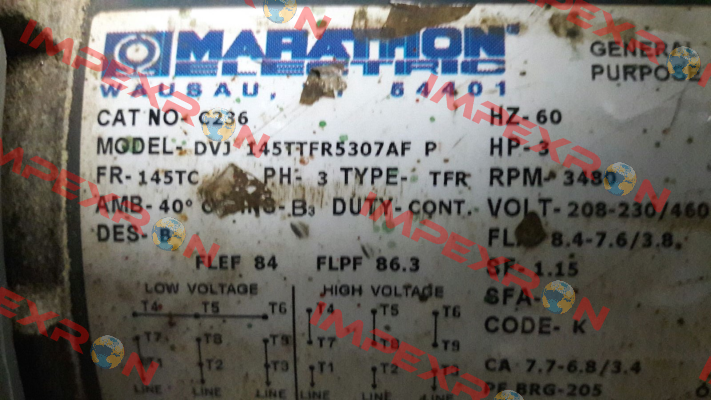 MARATHON®
ELECTRIC
WAUSAU, 54401
GENERAL
PURPOSE
CAT NO- C236
HZ-60
MODEL- DVJ 145TTFR5307AF P
HP-3
FR-145TC PH- 3 TYPE- TFR
RPM-3480
AMB-40° -B3 DUTY-CONT.
VOLT-208-230/460
DES-B
8.4-7.6/3.8
FLEF 84 FLPF 86.3
SF-1.15
LOW VOLTAGE HIGH VOLTAGE
SFA-
T4 T5 T6 T4 T5 T6
CODE- K
T7 T8 T9 T7 T8 T9
T1 T2 T3 T1 T2 T3
CA 7.7-6.8/3.4
LINE LINE LINE LINE LINE LINE
PE BRG-205
IMPEXRON